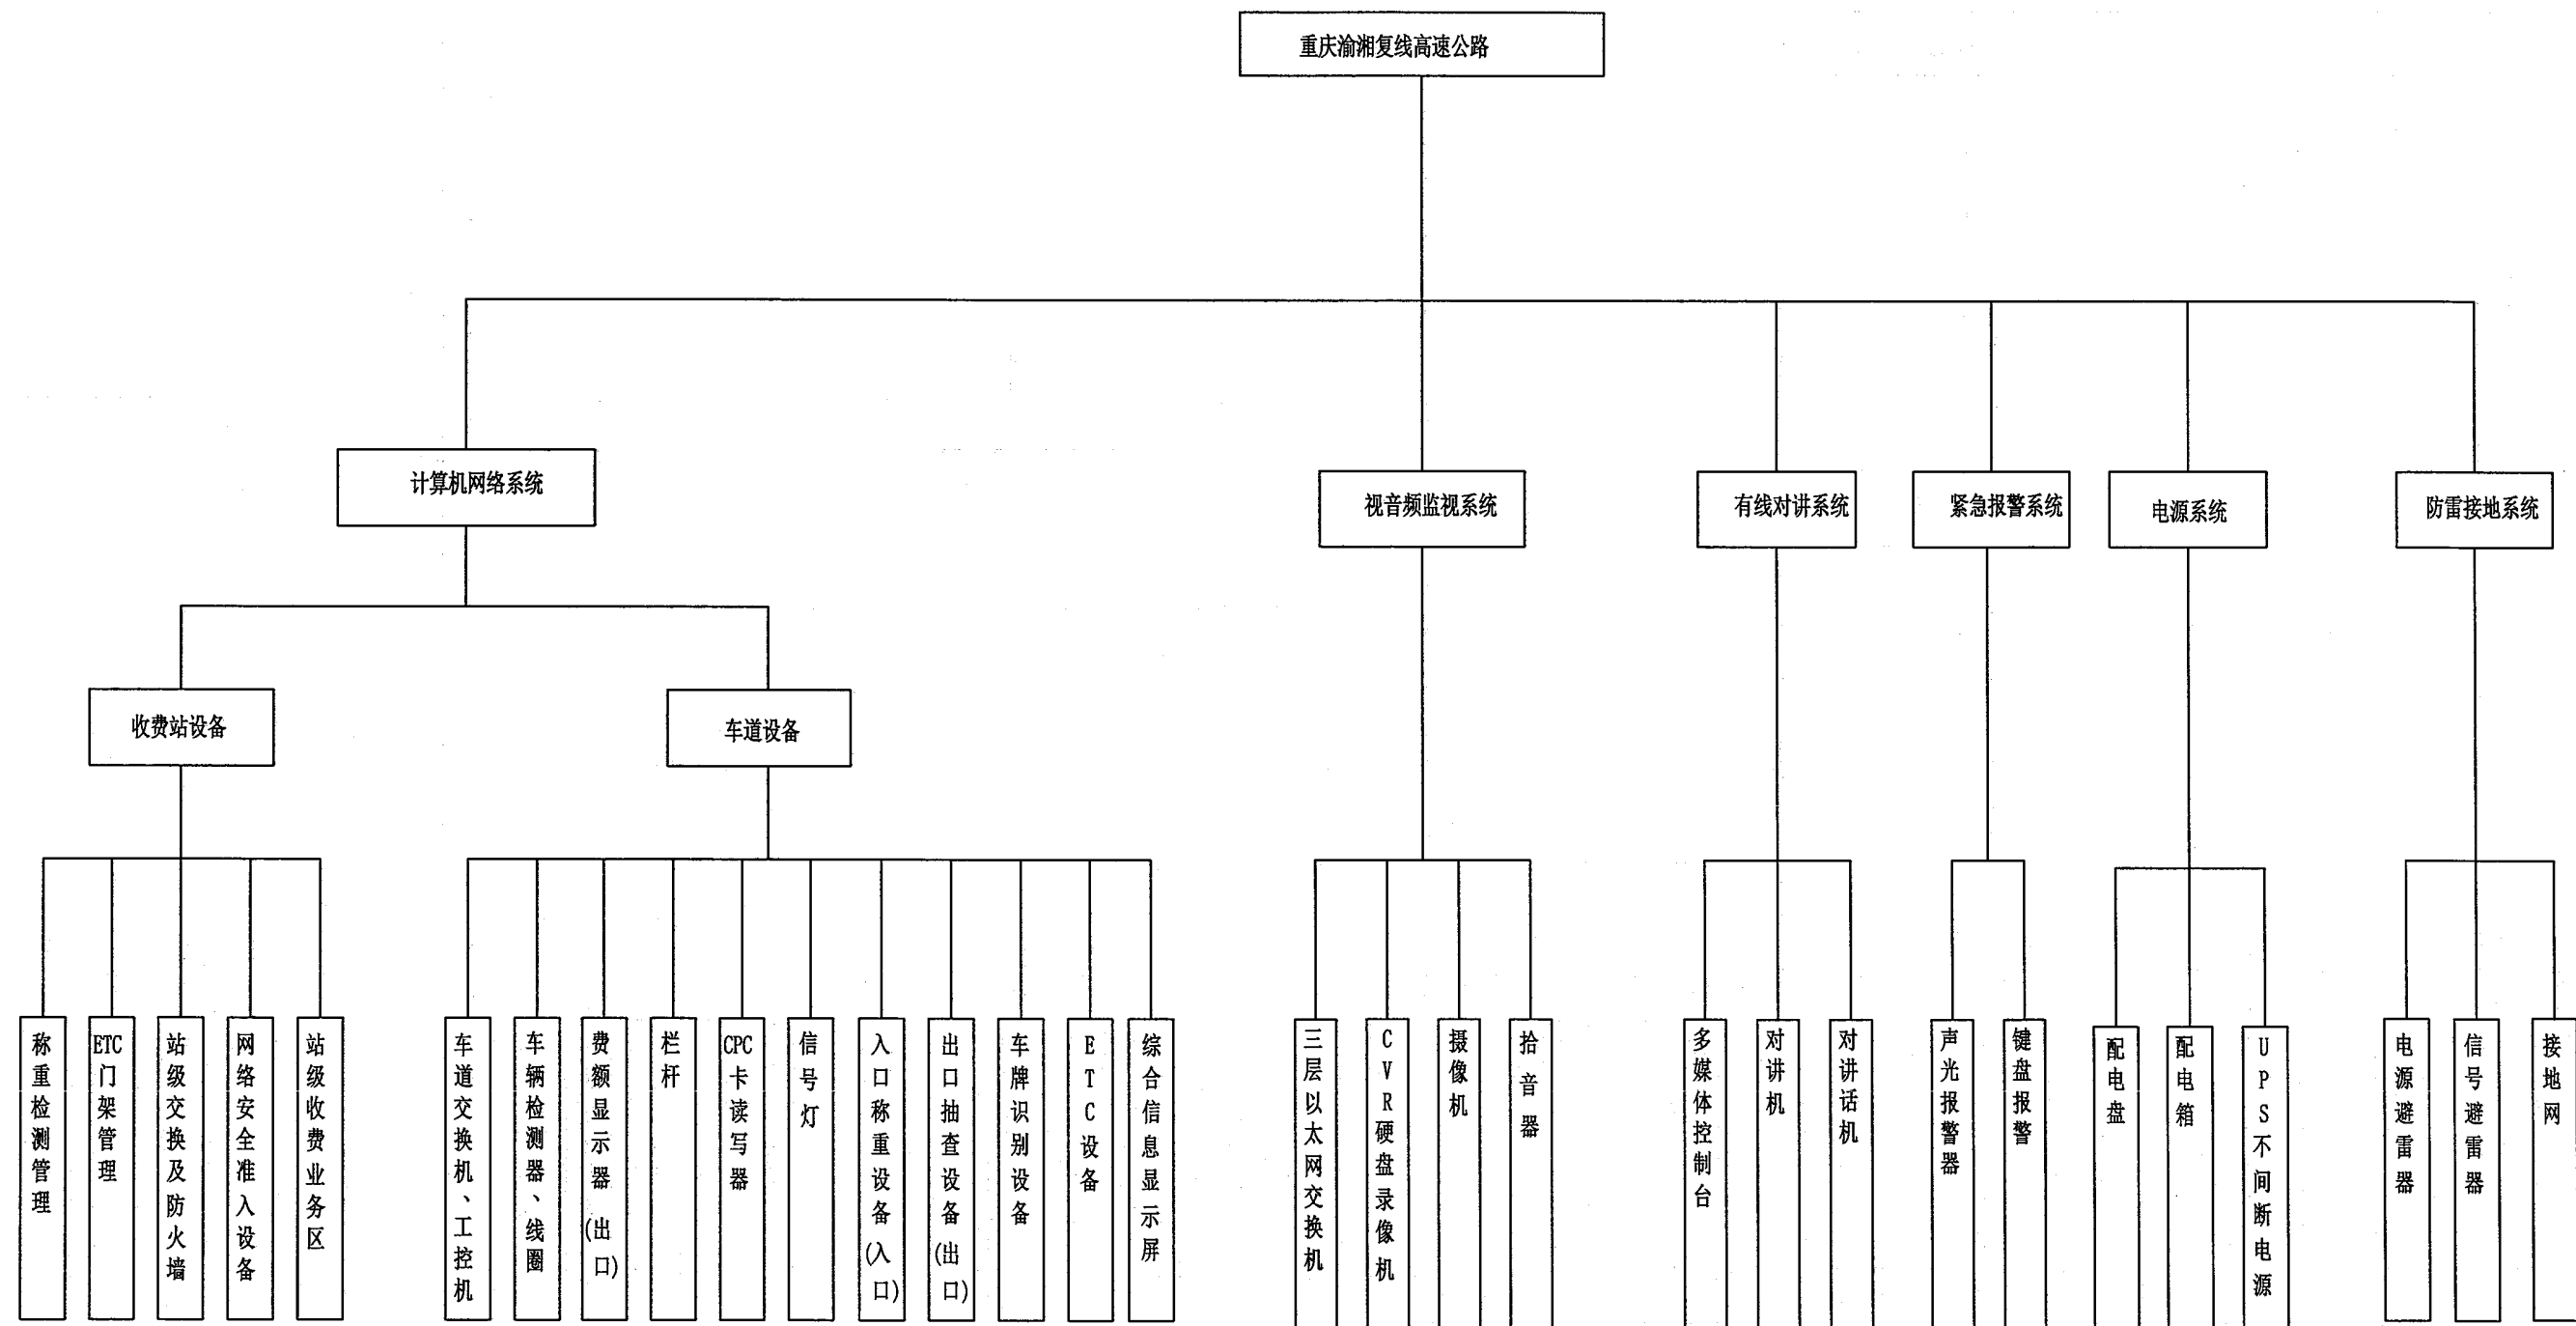 重庆渝湘复线高速公路
计算机网络系统
视音频监视系统
有线对讲系统
紧急报警系统
电源系统
防雷接地系统
收费站设备
车道设备
称重检测管理
ETC门架管理
站级交换及防火墙
网络安全准入设备
站级收费业务区
车道交换机、工控机
车辆检测器、线圈
费额显示器(出口)
栏杆
CPC卡读写器
信号灯
入口称重设备(入口)
出口抽查设备(出口)
车牌识别设备
ETC设备
综合信息显示屏
三层以太网交换机
CVR硬盘录像机
摄像机
拾音器
多媒体控制台
对讲机
对讲话机
声光报警器
键盘报警
配电盘
配电箱
UPS不间断电源
电源避雷器
信号避雷器
接地网